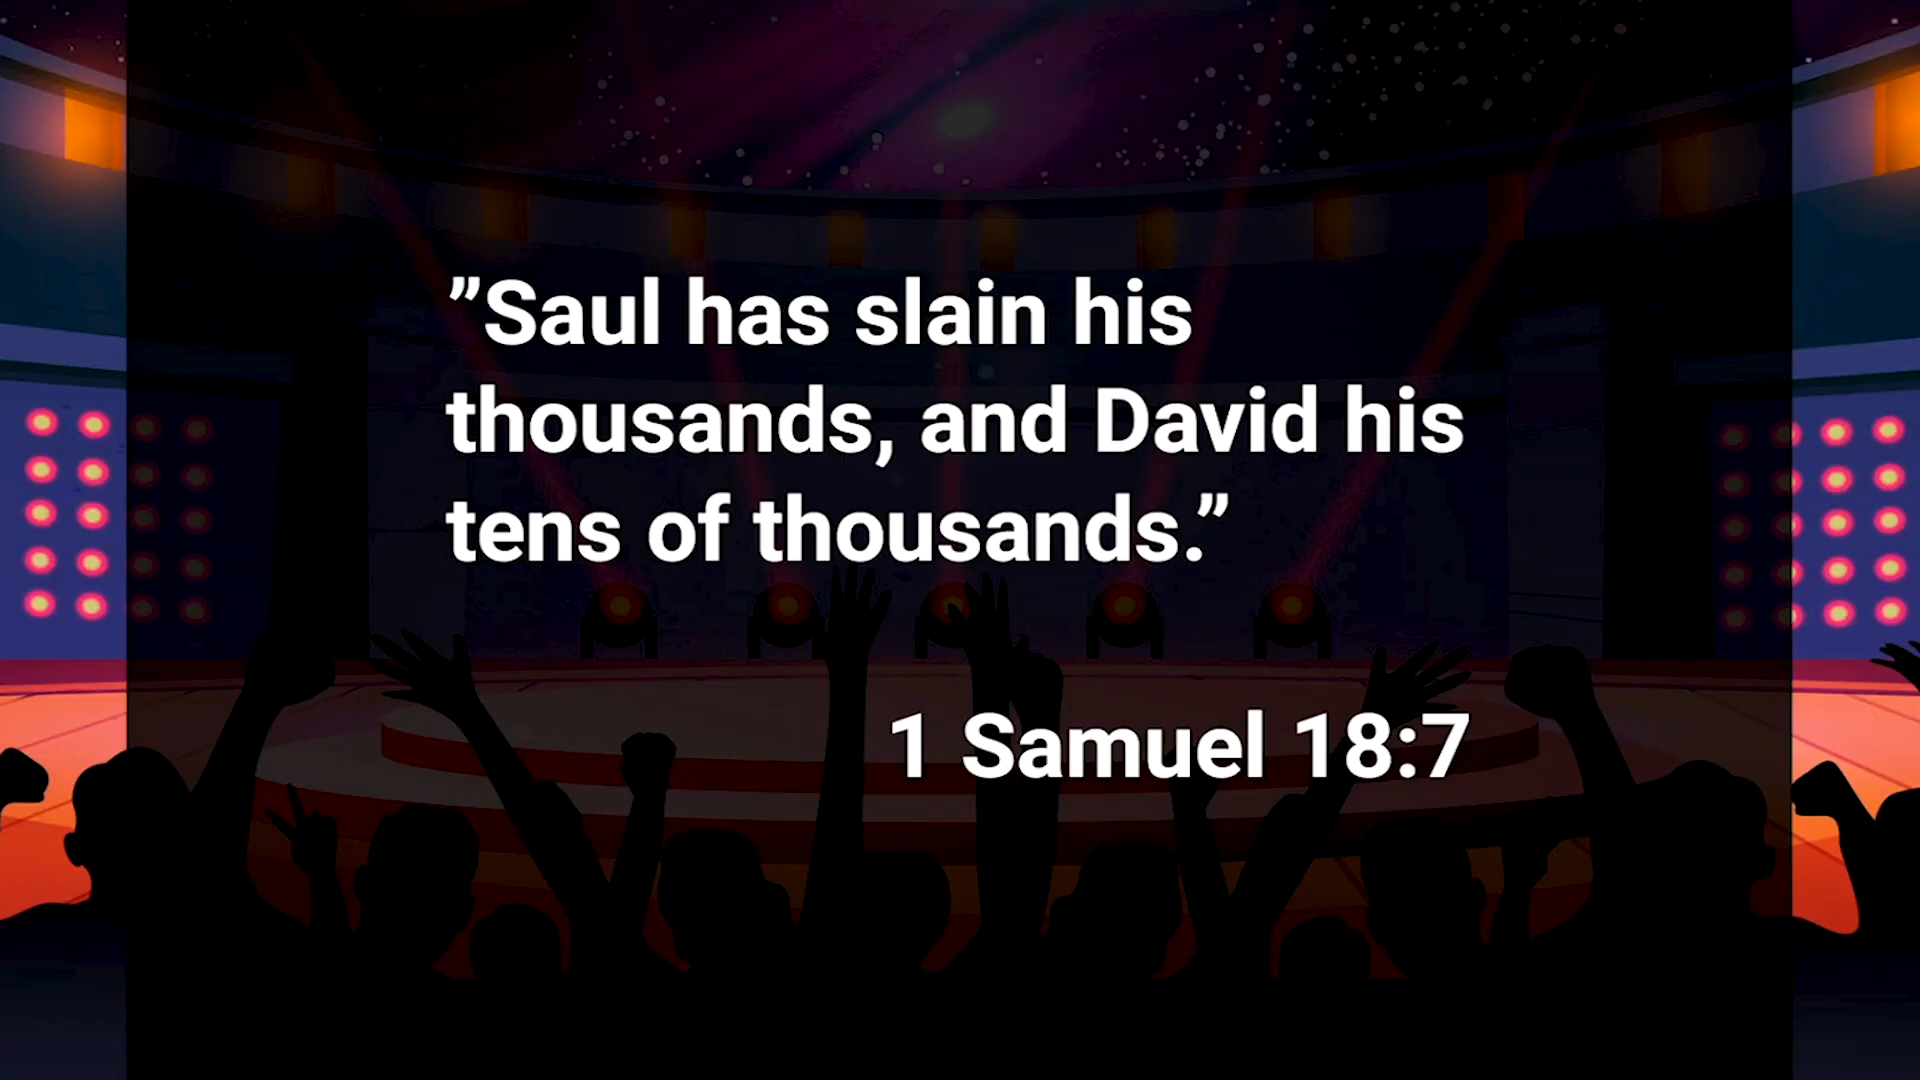 ”Saul has slain his
thousands, and David his
tens of thousands.”
1 Samuel 18:7